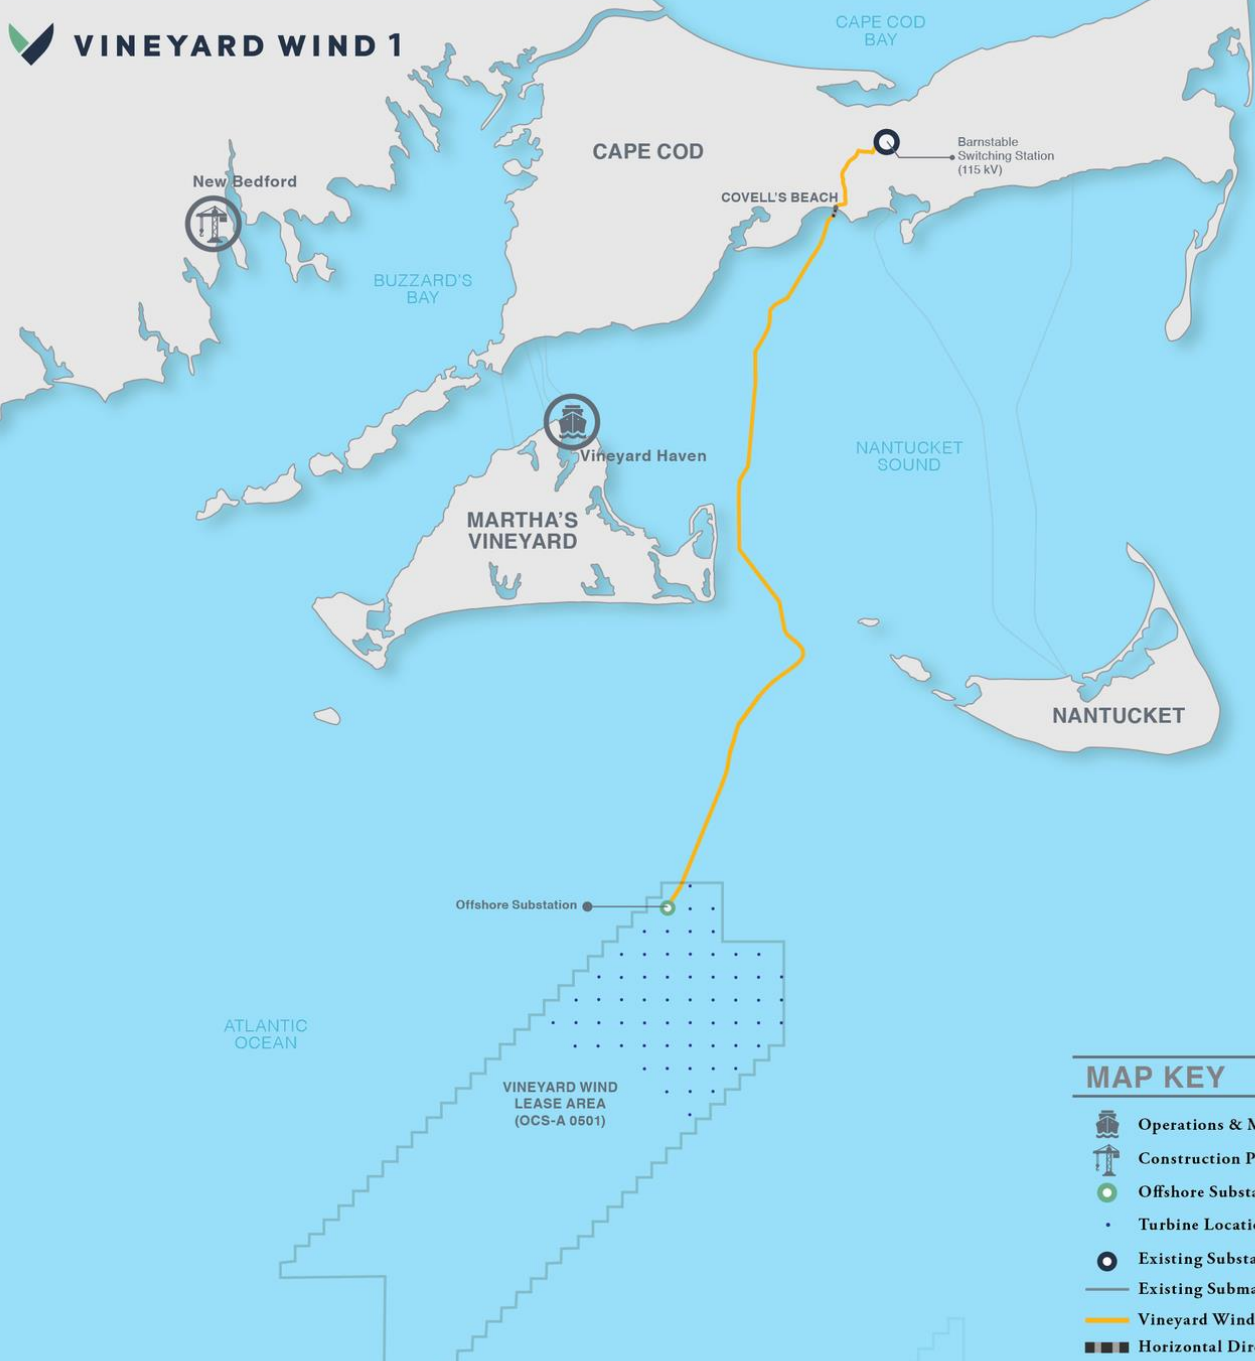 VINEYARD WIND 1
CAPE COD
BAY
CAPE COD
Barnstable
Switching Station
(115 kV)
New Bedford
COVELL'S BEACH
BUZZARD'S
BAY
NANTUCKET
SOUND
Vineyard Haven
MARTHA'S
VINEYARD
NANTUCKET
Offshore Substation
ATLANTIC
OCEAN
VINEYARD WIND
LEASE AREA
(OCS-A 0501)
MAP KEY
Operations & M
Construction P
Offshore Substa
Turbine Locatio
Existing Substa
Existing Subma
Vineyard Wind
Horizontal Dir